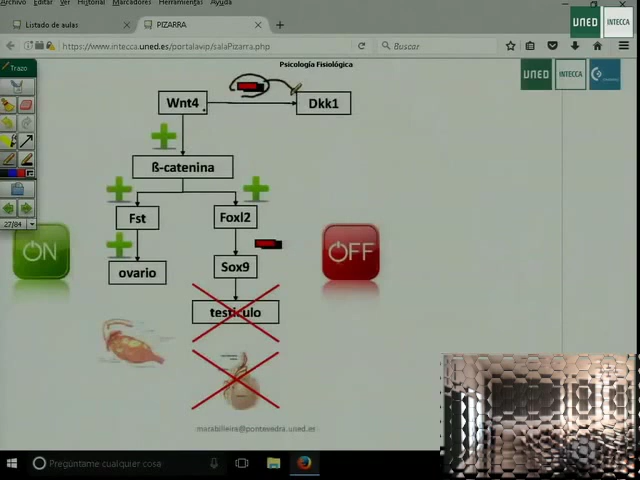 Archivo Editar Ver Historial Marcadores Herramientas Ayuda
Listado de aulas
PIZARRA
https://www.intecca.uned.es/portalavip/salaPizarra.php
Buscar
UNED
INTECCA
Trazo
Psicología Fisiológica
UNED
INTECCA
Wnt4
Dkk1
ß-catenina
Fst
Foxl2
ON
OFF
ovario
Sox9
testículo
27/84
marabilleira@pontevedra.uned.es
Pregúntame cualquier cosa